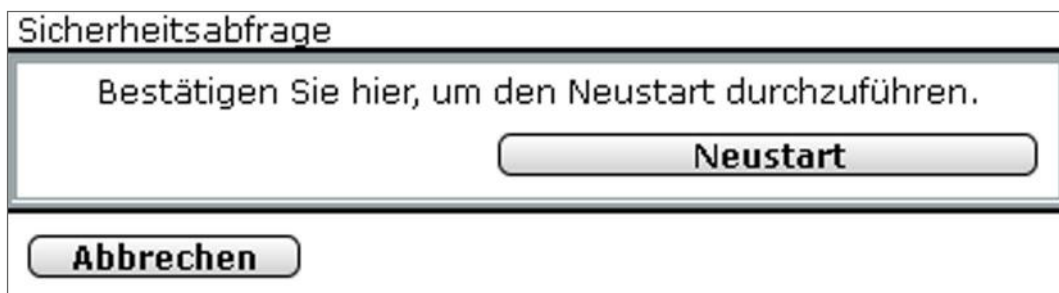 Sicherheitsabfrage
Bestätigen Sie hier, um den Neustart durchzuführen.
Neustart
Abbrechen